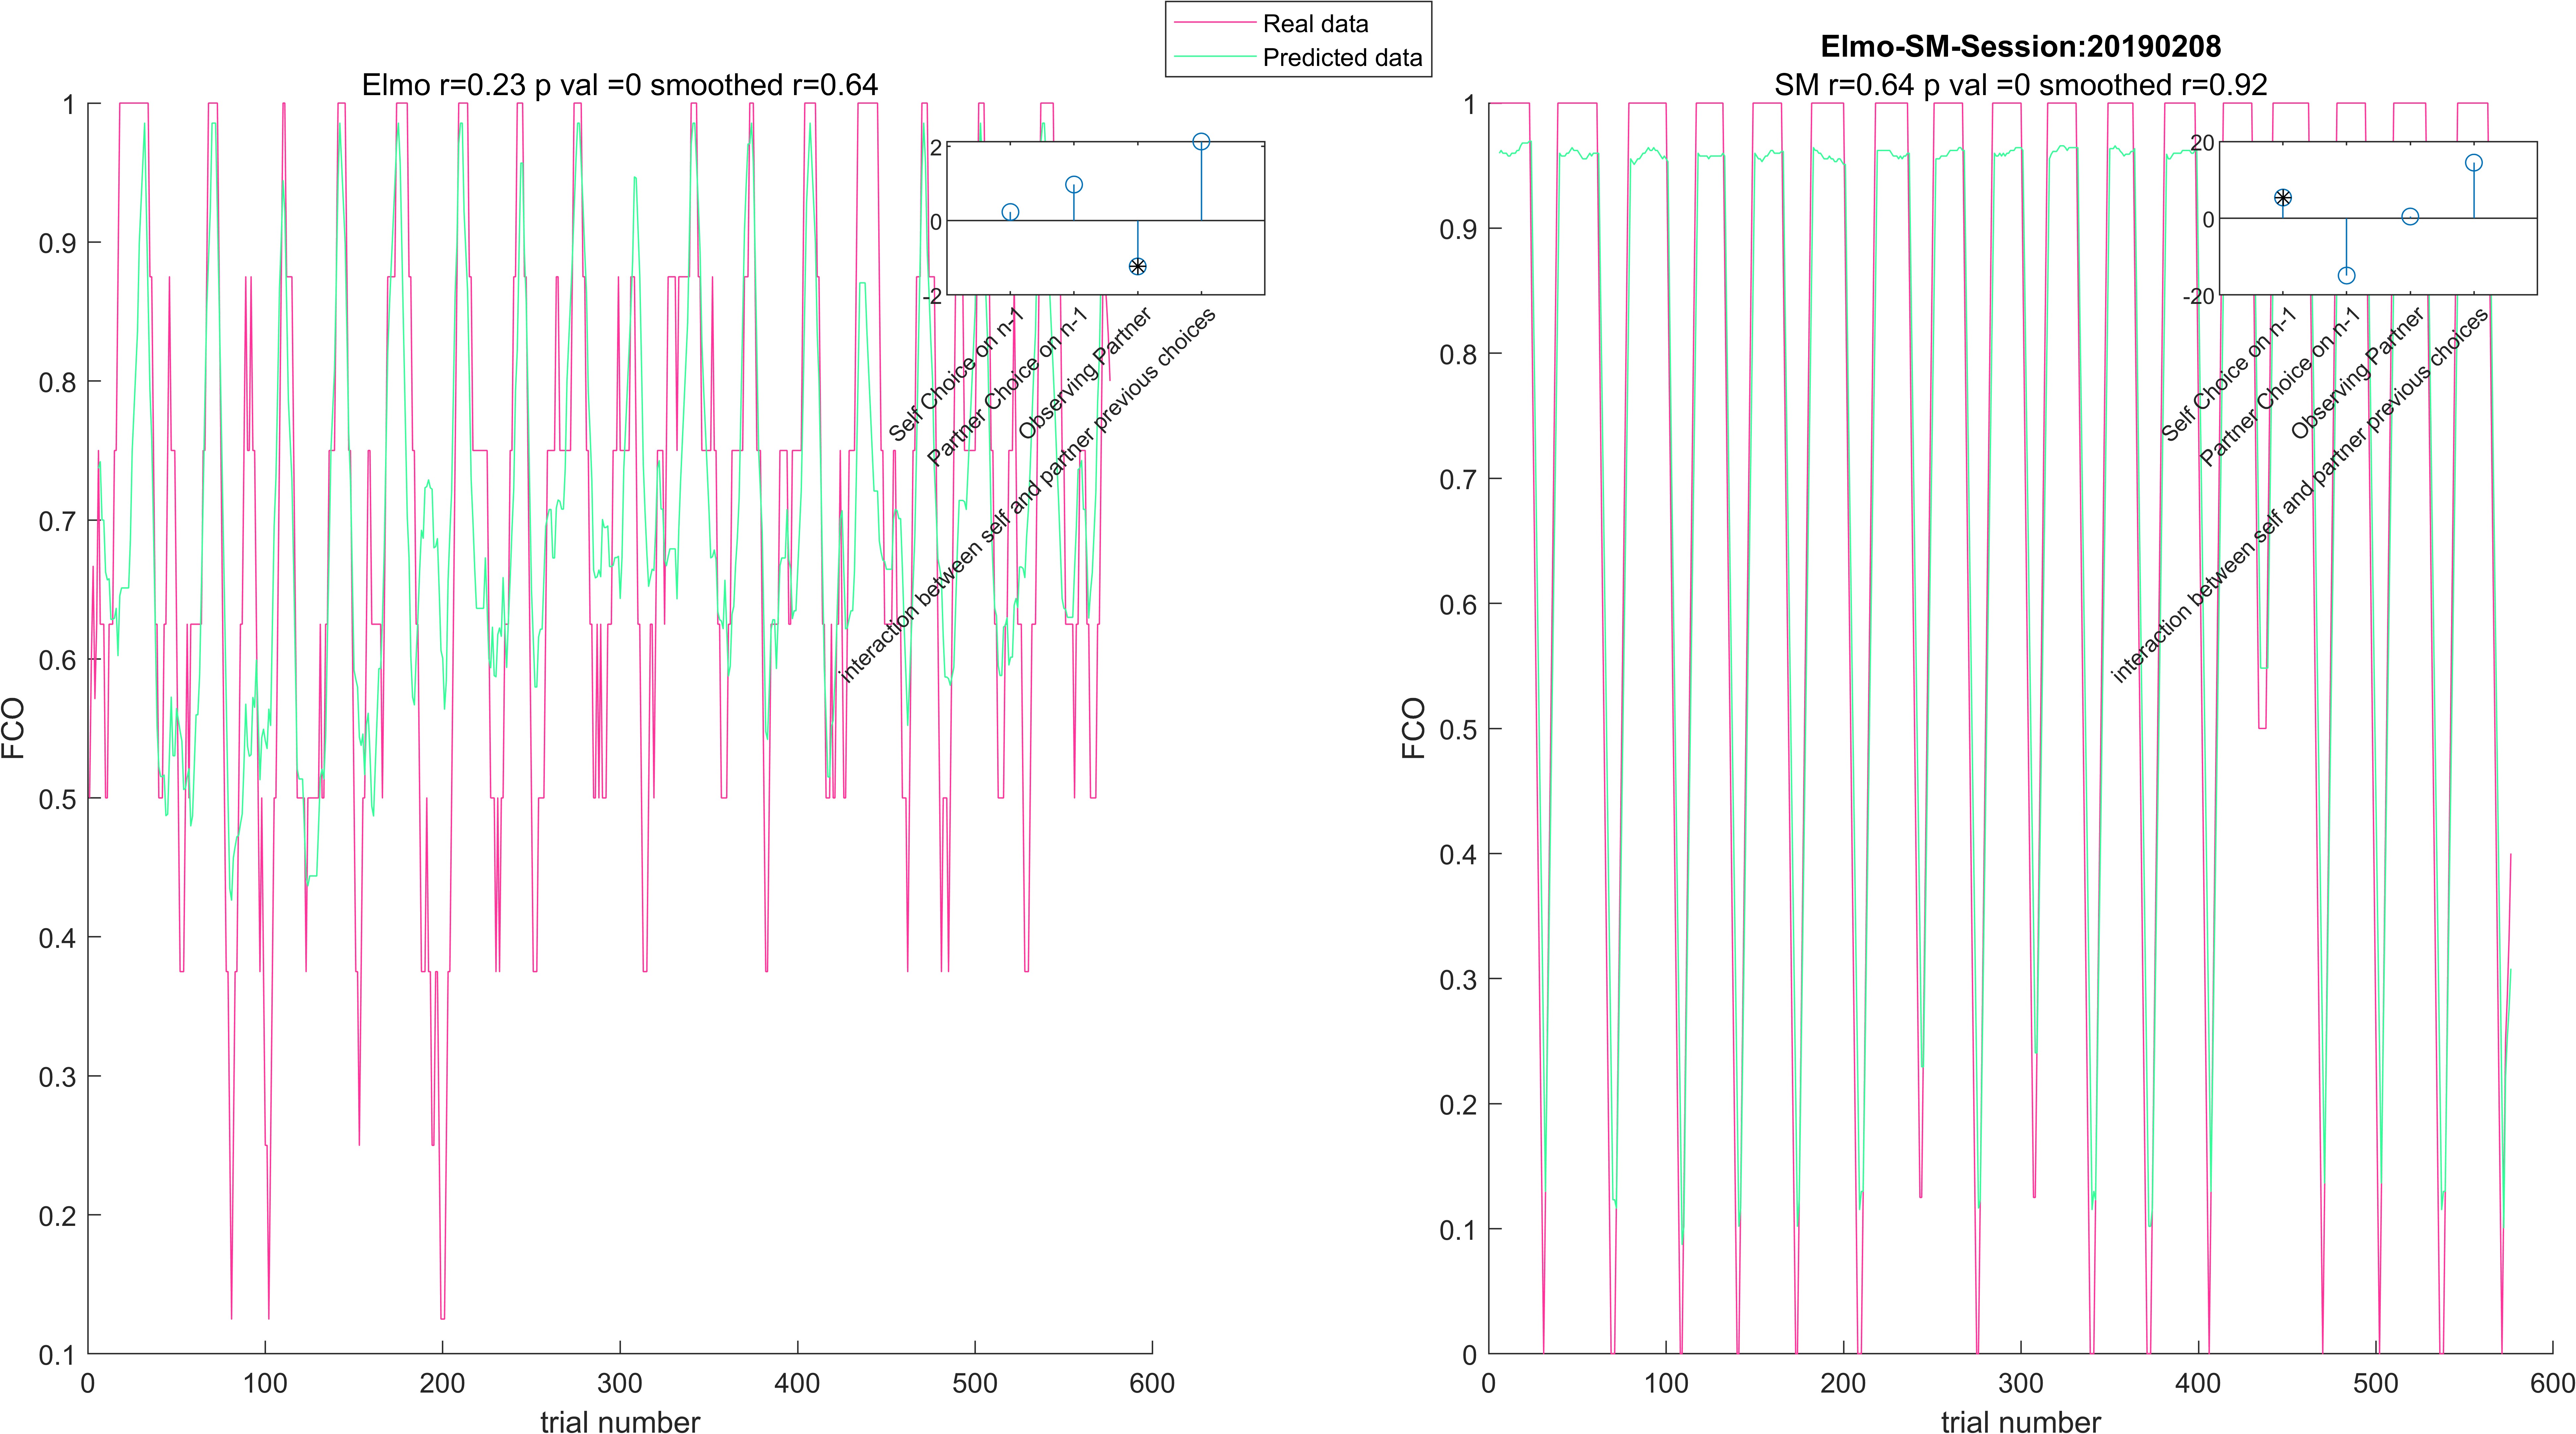 Real data
Predicted data
Elmo r=0.23 p val =0 smoothed r=0.64
1
0.9
0.8
0.7
0.6
0.5
0.4
0.3
0.2
0.1
FCO
0
100
200
300
400
500
600
trial number
2
0
-2
Self Choice on n-1
Partner Choice on n-1
Observing Partner
interaction between self and partner previous choices
Elmo-SM-Session:20190208
SM r=0.64 p val =0 smoothed r=0.92
1
0.9
0.8
0.7
0.6
0.5
0.4
0.3
0.2
0.1
0
FCO
0
100
200
300
400
500
600
trial number
20
0
-20
Self Choice on n-1
Partner Choice on n-1
Observing Partner
interaction between self and partner previous choices